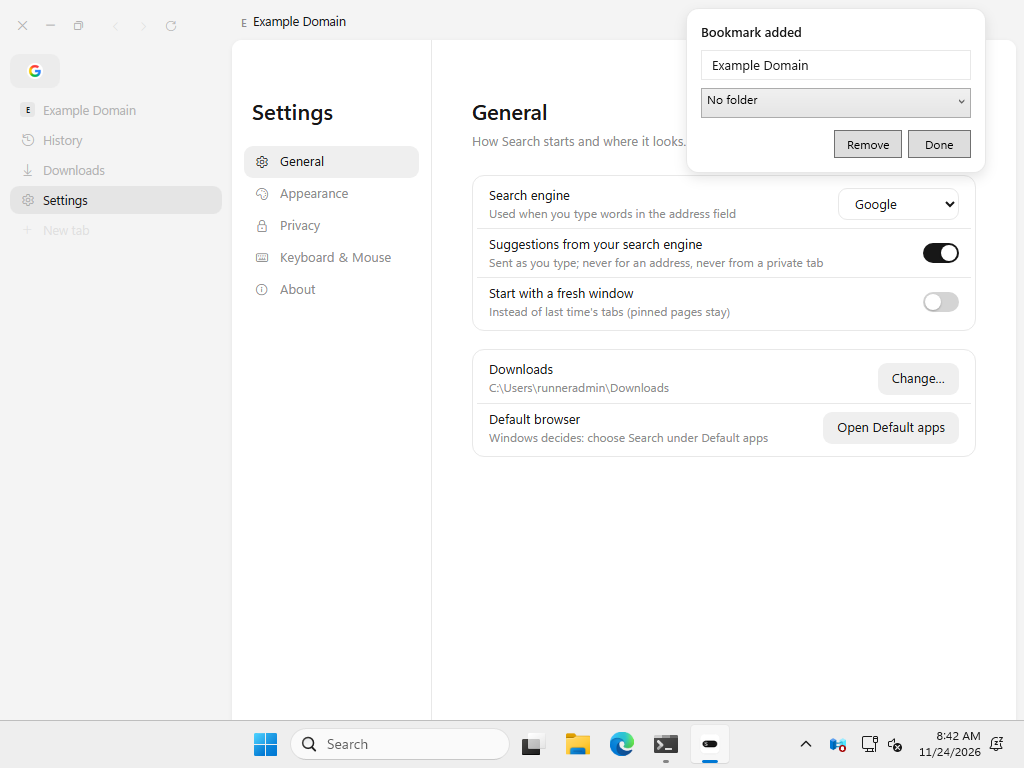 E Example Domain
G
E Example Domain
History
Downloads
Settings
+ New tab
Settings
General
Appearance
Privacy
Keyboard & Mouse
About
General
How Search starts and where it looks.
Search engine
Used when you type words in the address field
Google
Suggestions from your search engine
Sent as you type; never for an address, never from a private tab
Start with a fresh window
Instead of last time's tabs (pinned pages stay)
Downloads
C:\Users\runneradmin\Downloads
Change...
Default browser
Windows decides: choose Search under Default apps
Open Default apps
Bookmark added
Example Domain
No folder
Remove
Done
Search
8:42 AM
11/24/2026